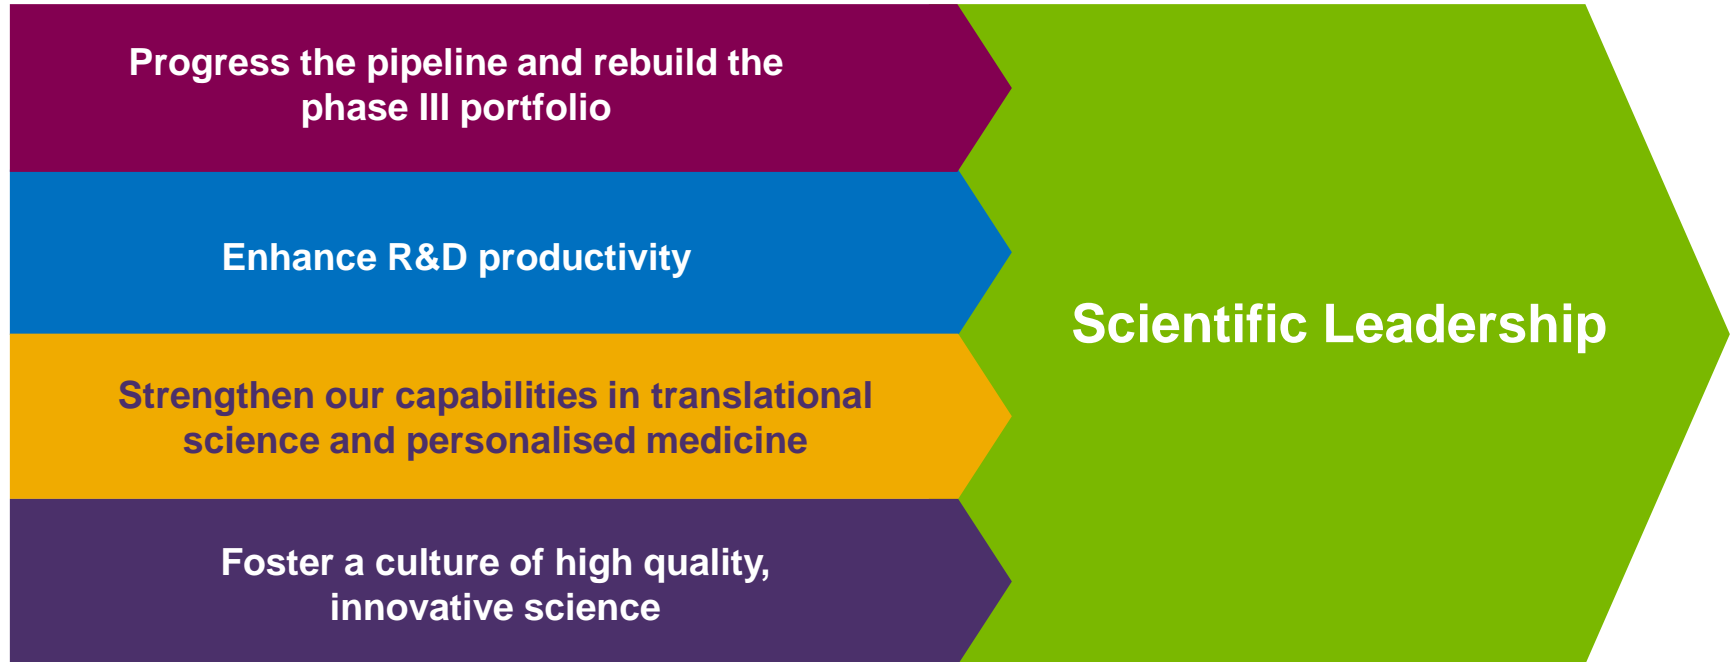 Progress the pipeline and rebuild the
phase III portfolio
Enhance R&D productivity
Strengthen our capabilities in translational
science and personalised medicine
Foster a culture of high quality,
innovative science
Scientific Leadership